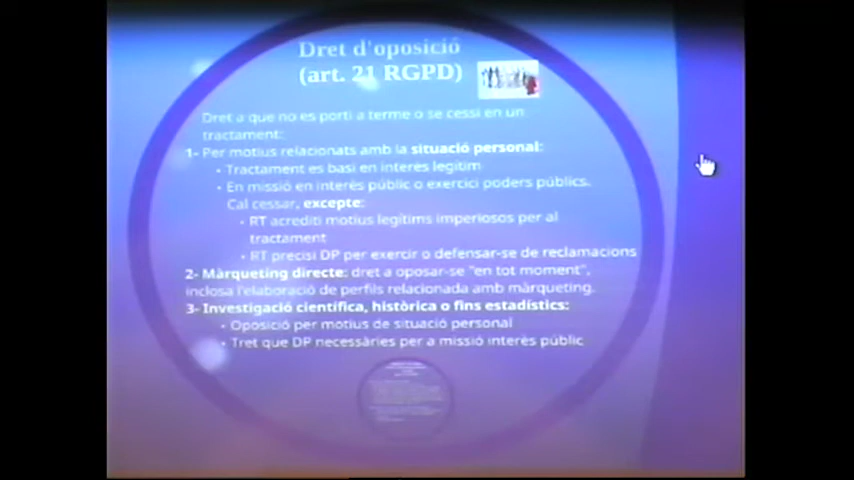 Dret d'oposició
(art. 21 RGPD)
Dret a que no es porti a terme o se cessi en un
tractament:
1- Per motius relacionats amb la situació personal:
· Tractament es basi en interès legítim
· En missió en interès públic o exercici poders públics.
Cal cessar, excepte:
· RT acrediti motius legítims imperiosos per al
tractament
· RT precisi DP per exercir o defensar-se de reclamacions
2- Màrqueting directe: dret a oposar-se "en tot moment",
inclosa l'elaboració de perfils relacionada amb màrqueting.
3- Investigació científica, històrica o fins estadístics:
· Oposició per motius de situació personal
· Tret que DP necessàries per a missió interès públic